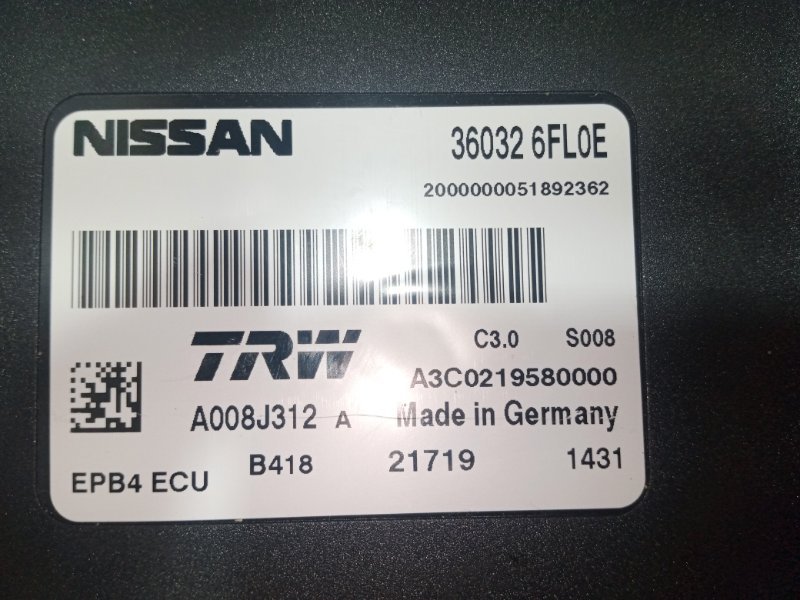 NISSAN 36032 6FL0E
2000000051892362
TRW C3.0 S008
A3C0219580000
A008J312 A Made in Germany
EPB4 ECU B418 21719 1431